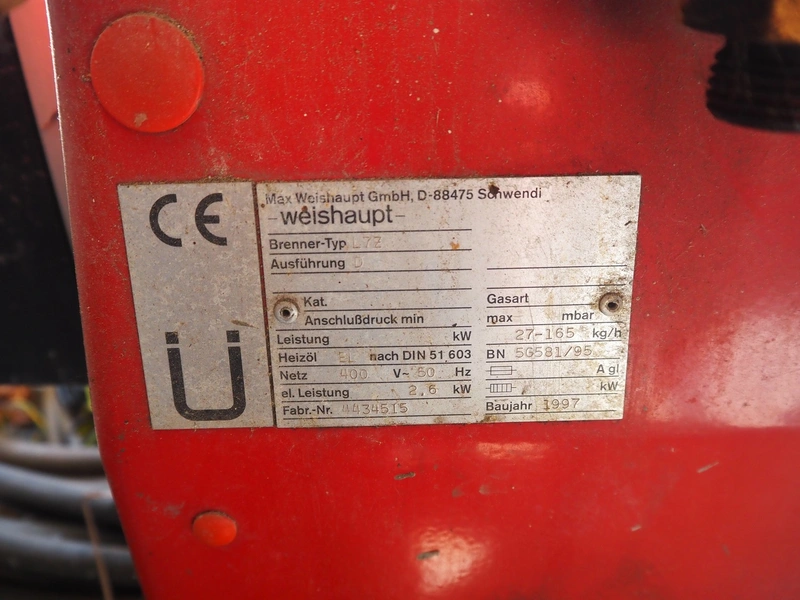 CE
Ü
Max Weishaupt GmbH, D-88475 Schwendi
-weishaupt-
Brenner-Typ L7Z
Ausführung D
Kat. Gasart
Anschlußdruck min max mbar
Leistung kW 27-165 kg/h
Heizöl EL nach DIN 51 603 BN 5G581/95
Netz 400 V~ Hz A gl
el. Leistung 2,6 kW kW
Fabr.-Nr. 4434515 Baujahr 1997